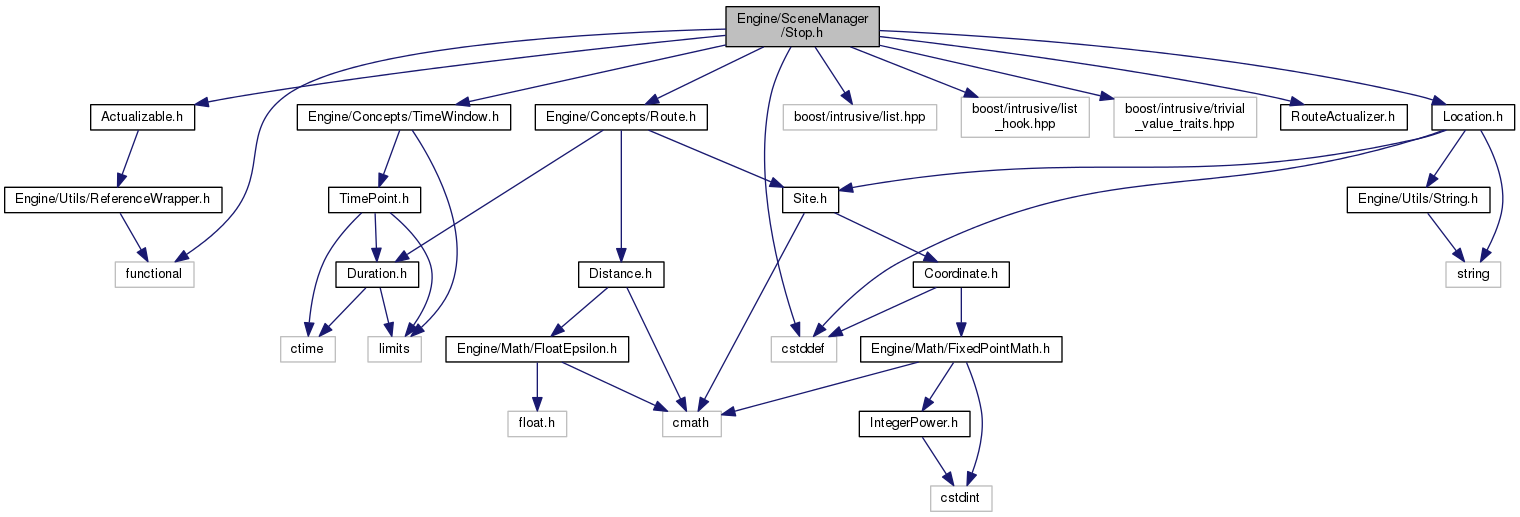 Engine/SceneManager
/Stop.h
Actualizable.h
Engine/Concepts/TimeWindow.h
Engine/Concepts/Route.h
boost/intrusive/list.hpp
boost/intrusive/list
_hook.hpp
boost/intrusive/trivial
_value_traits.hpp
RouteActualizer.h
Location.h
Engine/Utils/ReferenceWrapper.h
TimePoint.h
Site.h
Engine/Utils/String.h
functional
Duration.h
Distance.h
Coordinate.h
string
ctime
limits
Engine/Math/FloatEpsilon.h
cstddef
Engine/Math/FixedPointMath.h
float.h
cmath
IntegerPower.h
cstdint